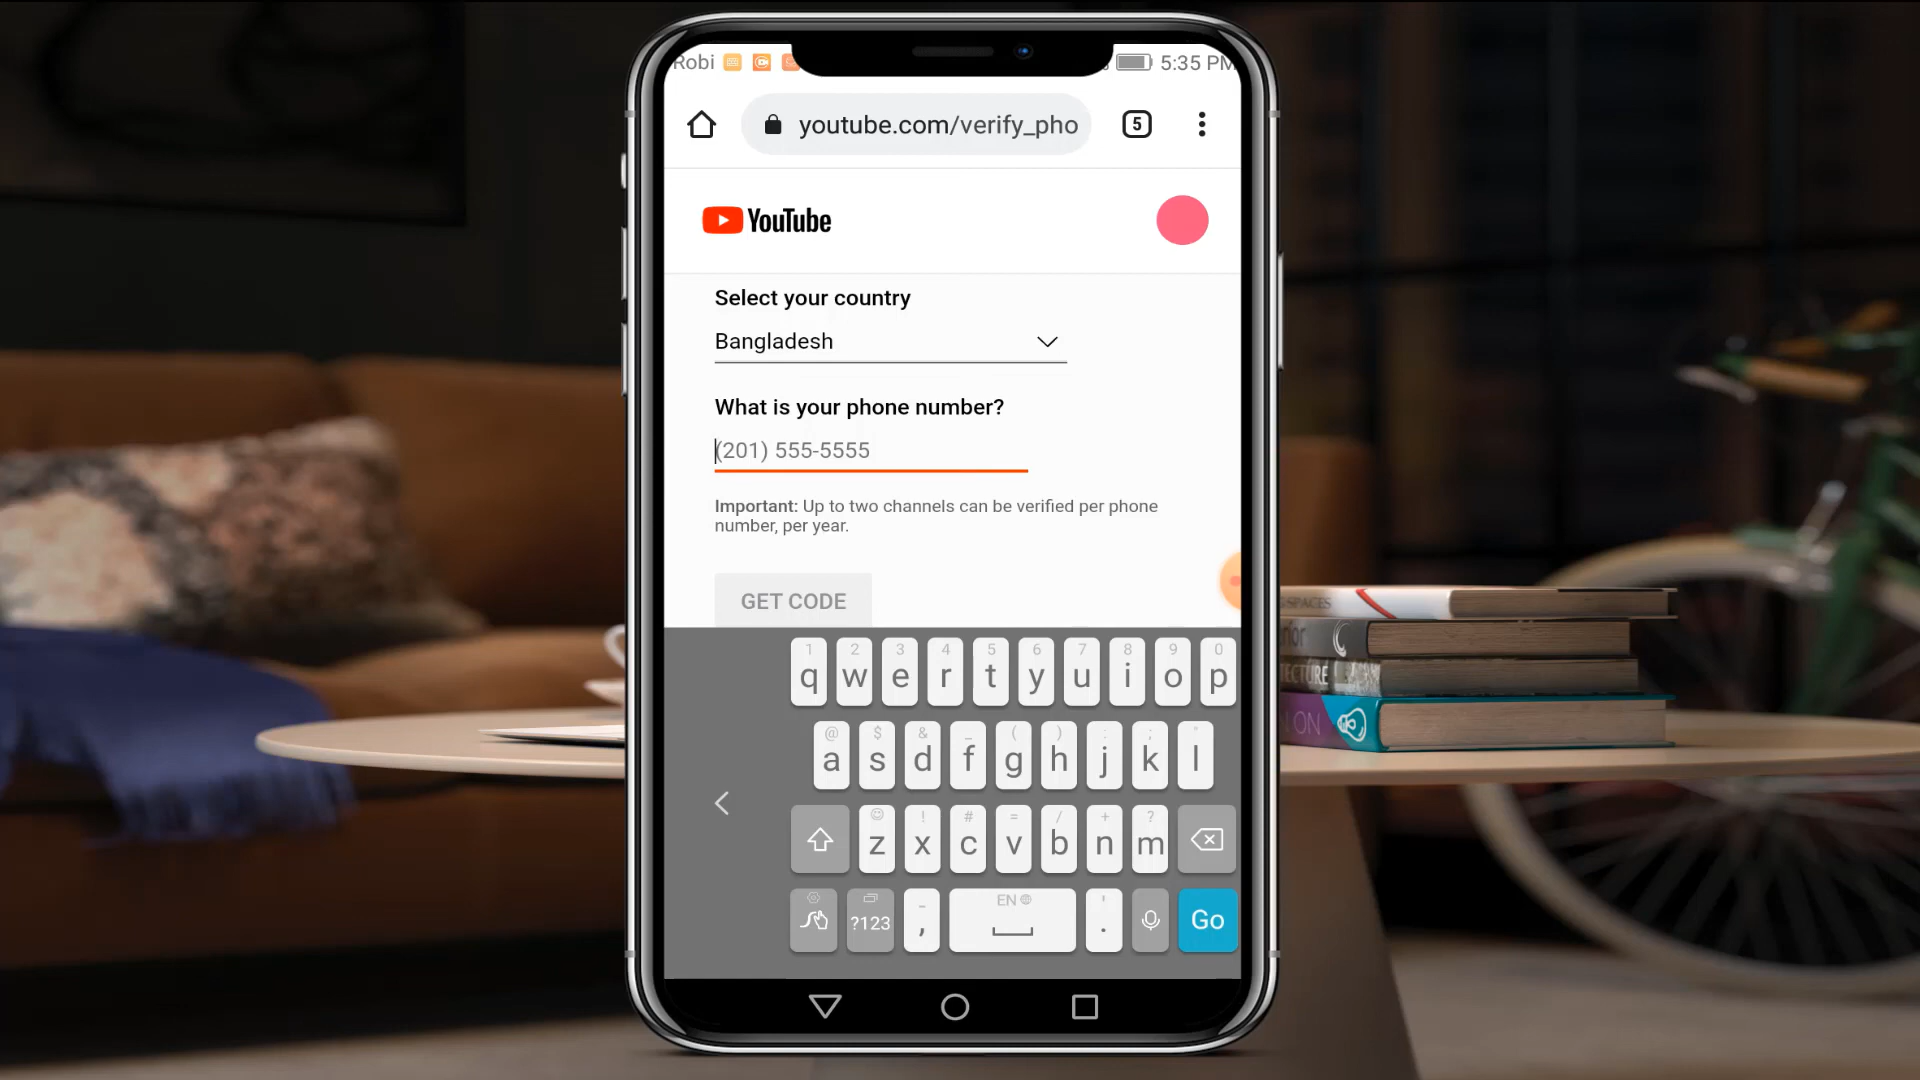 Robi 5:35 PM
youtube.com/verify_pho 5
YouTube
Select your country
Bangladesh
What is your phone number?
(201) 555-5555
Important: Up to two channels can be verified per phone
number, per year.
GET CODE
1 2 3 4 5 6 7 8 9 0
q w e r t y u i o p
@ $ & _ ( ) : ; "
a s d f g h j k l
! # = / + ?
z x c v b n m
EN
?123 , . Go
SPACES
ON